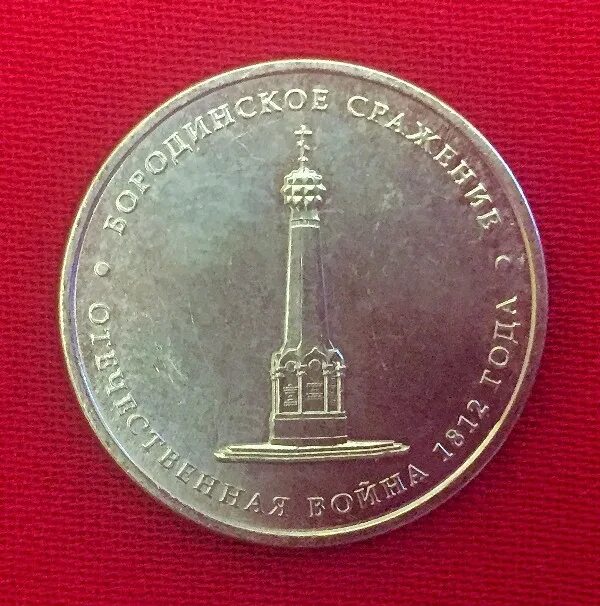 БОРОДИНСКОЕ СРАЖЕНИЕ
ОТЕЧЕСТВЕННАЯ ВОЙНА 1812 ГОДА